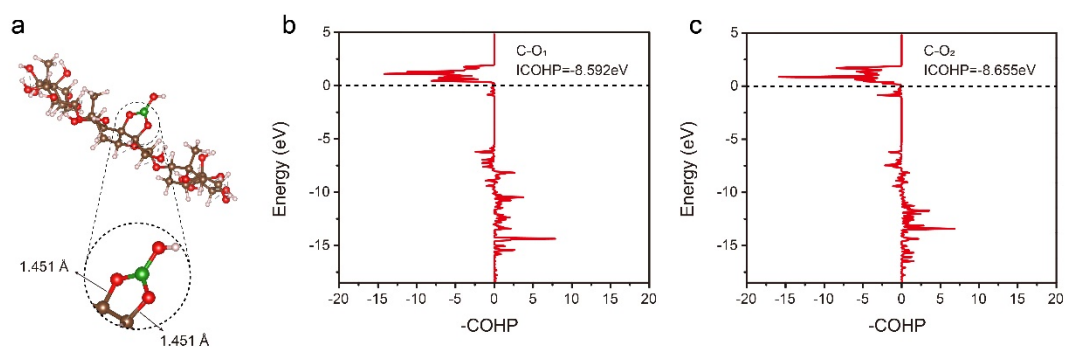 a
1.451 Å
1.451 Å
b
C-O₁
ICOHP=-8.592eV
Energy (eV)
5
0
-5
-10
-15
-20 -15 -10 -5 0 5 10 15 20
-COHP
c
C-O₂
ICOHP=-8.655eV
Energy (eV)
5
0
-5
-10
-15
-20 -15 -10 -5 0 5 10 15 20
-COHP